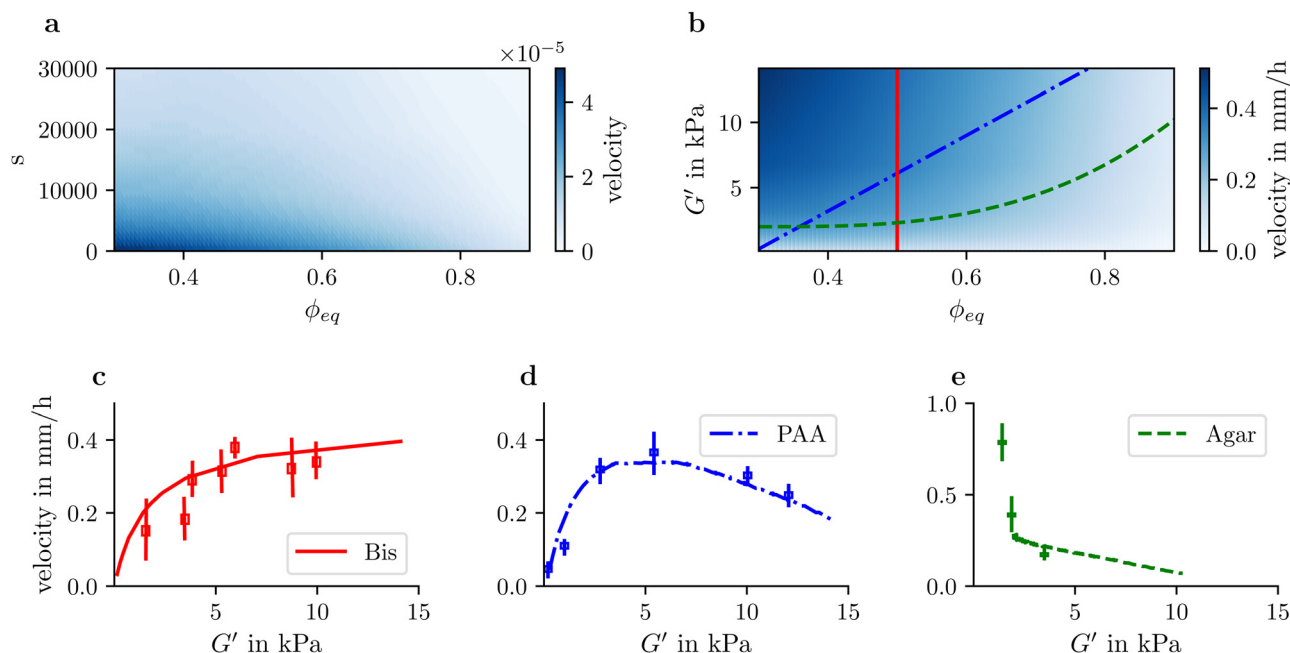 a
×10⁻⁵
30000
20000
10000
0
s
0.4
0.6
0.8
ϕeq
4
2
0
velocity
b
10
5
G′ in kPa
0.4
0.6
0.8
ϕeq
0.4
0.2
0.0
velocity in mm/h
c
0.4
0.2
0.0
velocity in mm/h
Bis
5
10
15
G′ in kPa
d
0.4
0.2
0.0
PAA
0
5
10
15
G′ in kPa
e
1.0
0.5
0.0
Agar
5
10
15
G′ in kPa